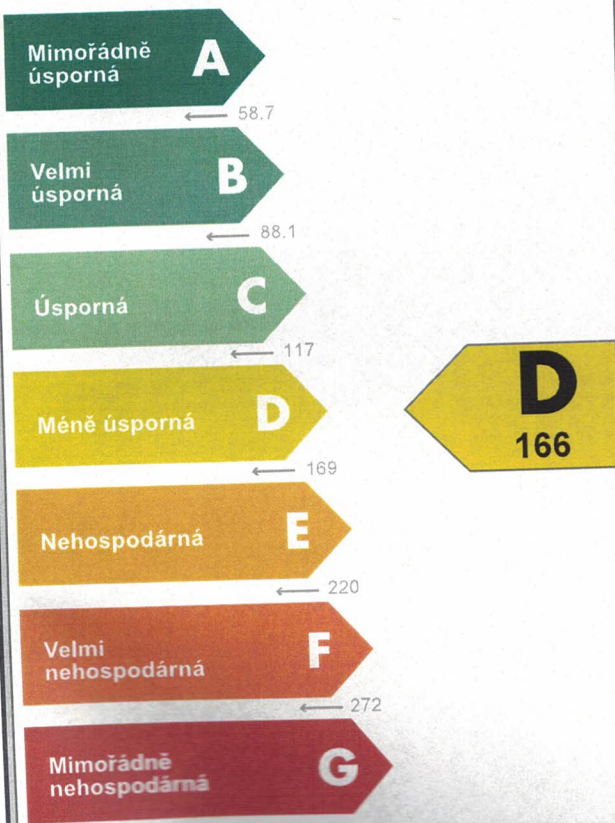 Mimořádně
úsporná
A
← 58.7
Velmi
úsporná
B
← 88.1
Úsporná
C
← 117
D
166
Méně úsporná
D
← 169
Nehospodárná
E
← 220
Velmi
nehospodárná
F
← 272
Mimořádně
nehospodárná
G